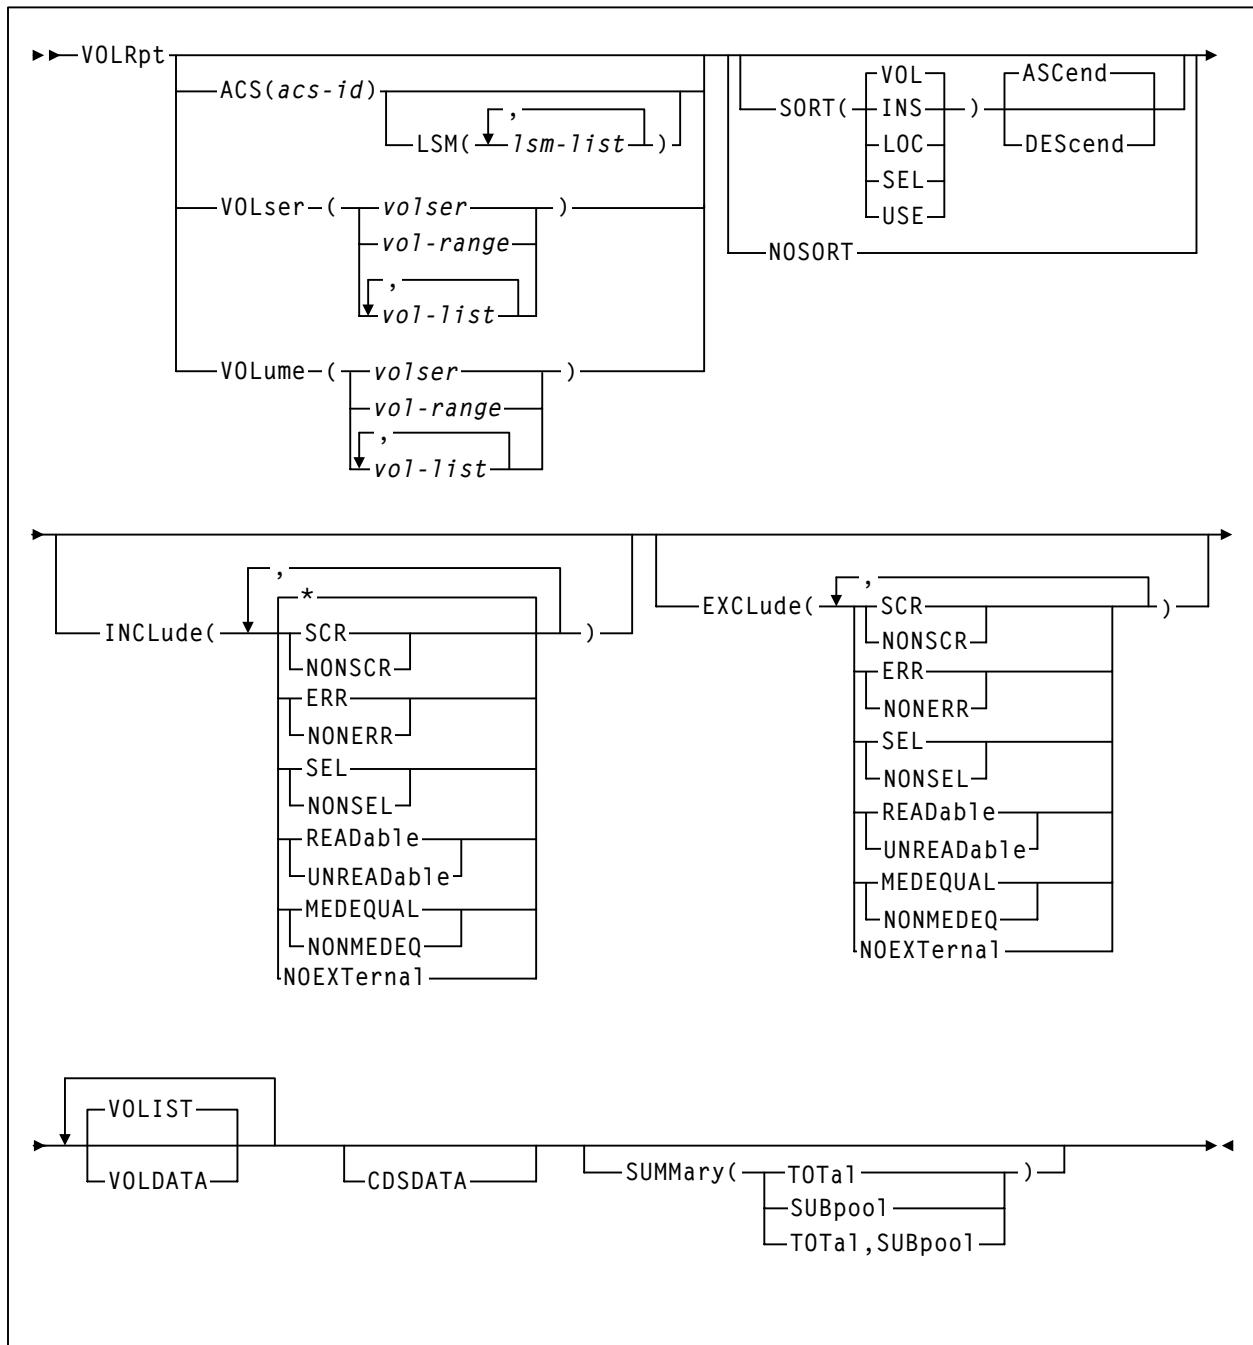 VOLRpt
ACS(acs-id)
,
LSM( lsm-list )
VOLser ( volser )
vol-range
,
vol-list
VOLume ( volser )
vol-range
,
vol-list
SORT( VOL ) ASCend
INS
LOC
SEL
USE
DEScend
NOSORT
INCLude( , )
*
SCR
NONSCR
ERR
NONERR
SEL
NONSEL
READable
UNREADable
MEDEQUAL
NONMEDEQ
NOEXTernal
EXCLude( , )
SCR
NONSCR
ERR
NONERR
SEL
NONSEL
READable
UNREADable
MEDEQUAL
NONMEDEQ
NOEXTernal
VOLIST
VOLDATA
CDSDATA
SUMMary( TOTal )
SUBpool
TOTal,SUBpool